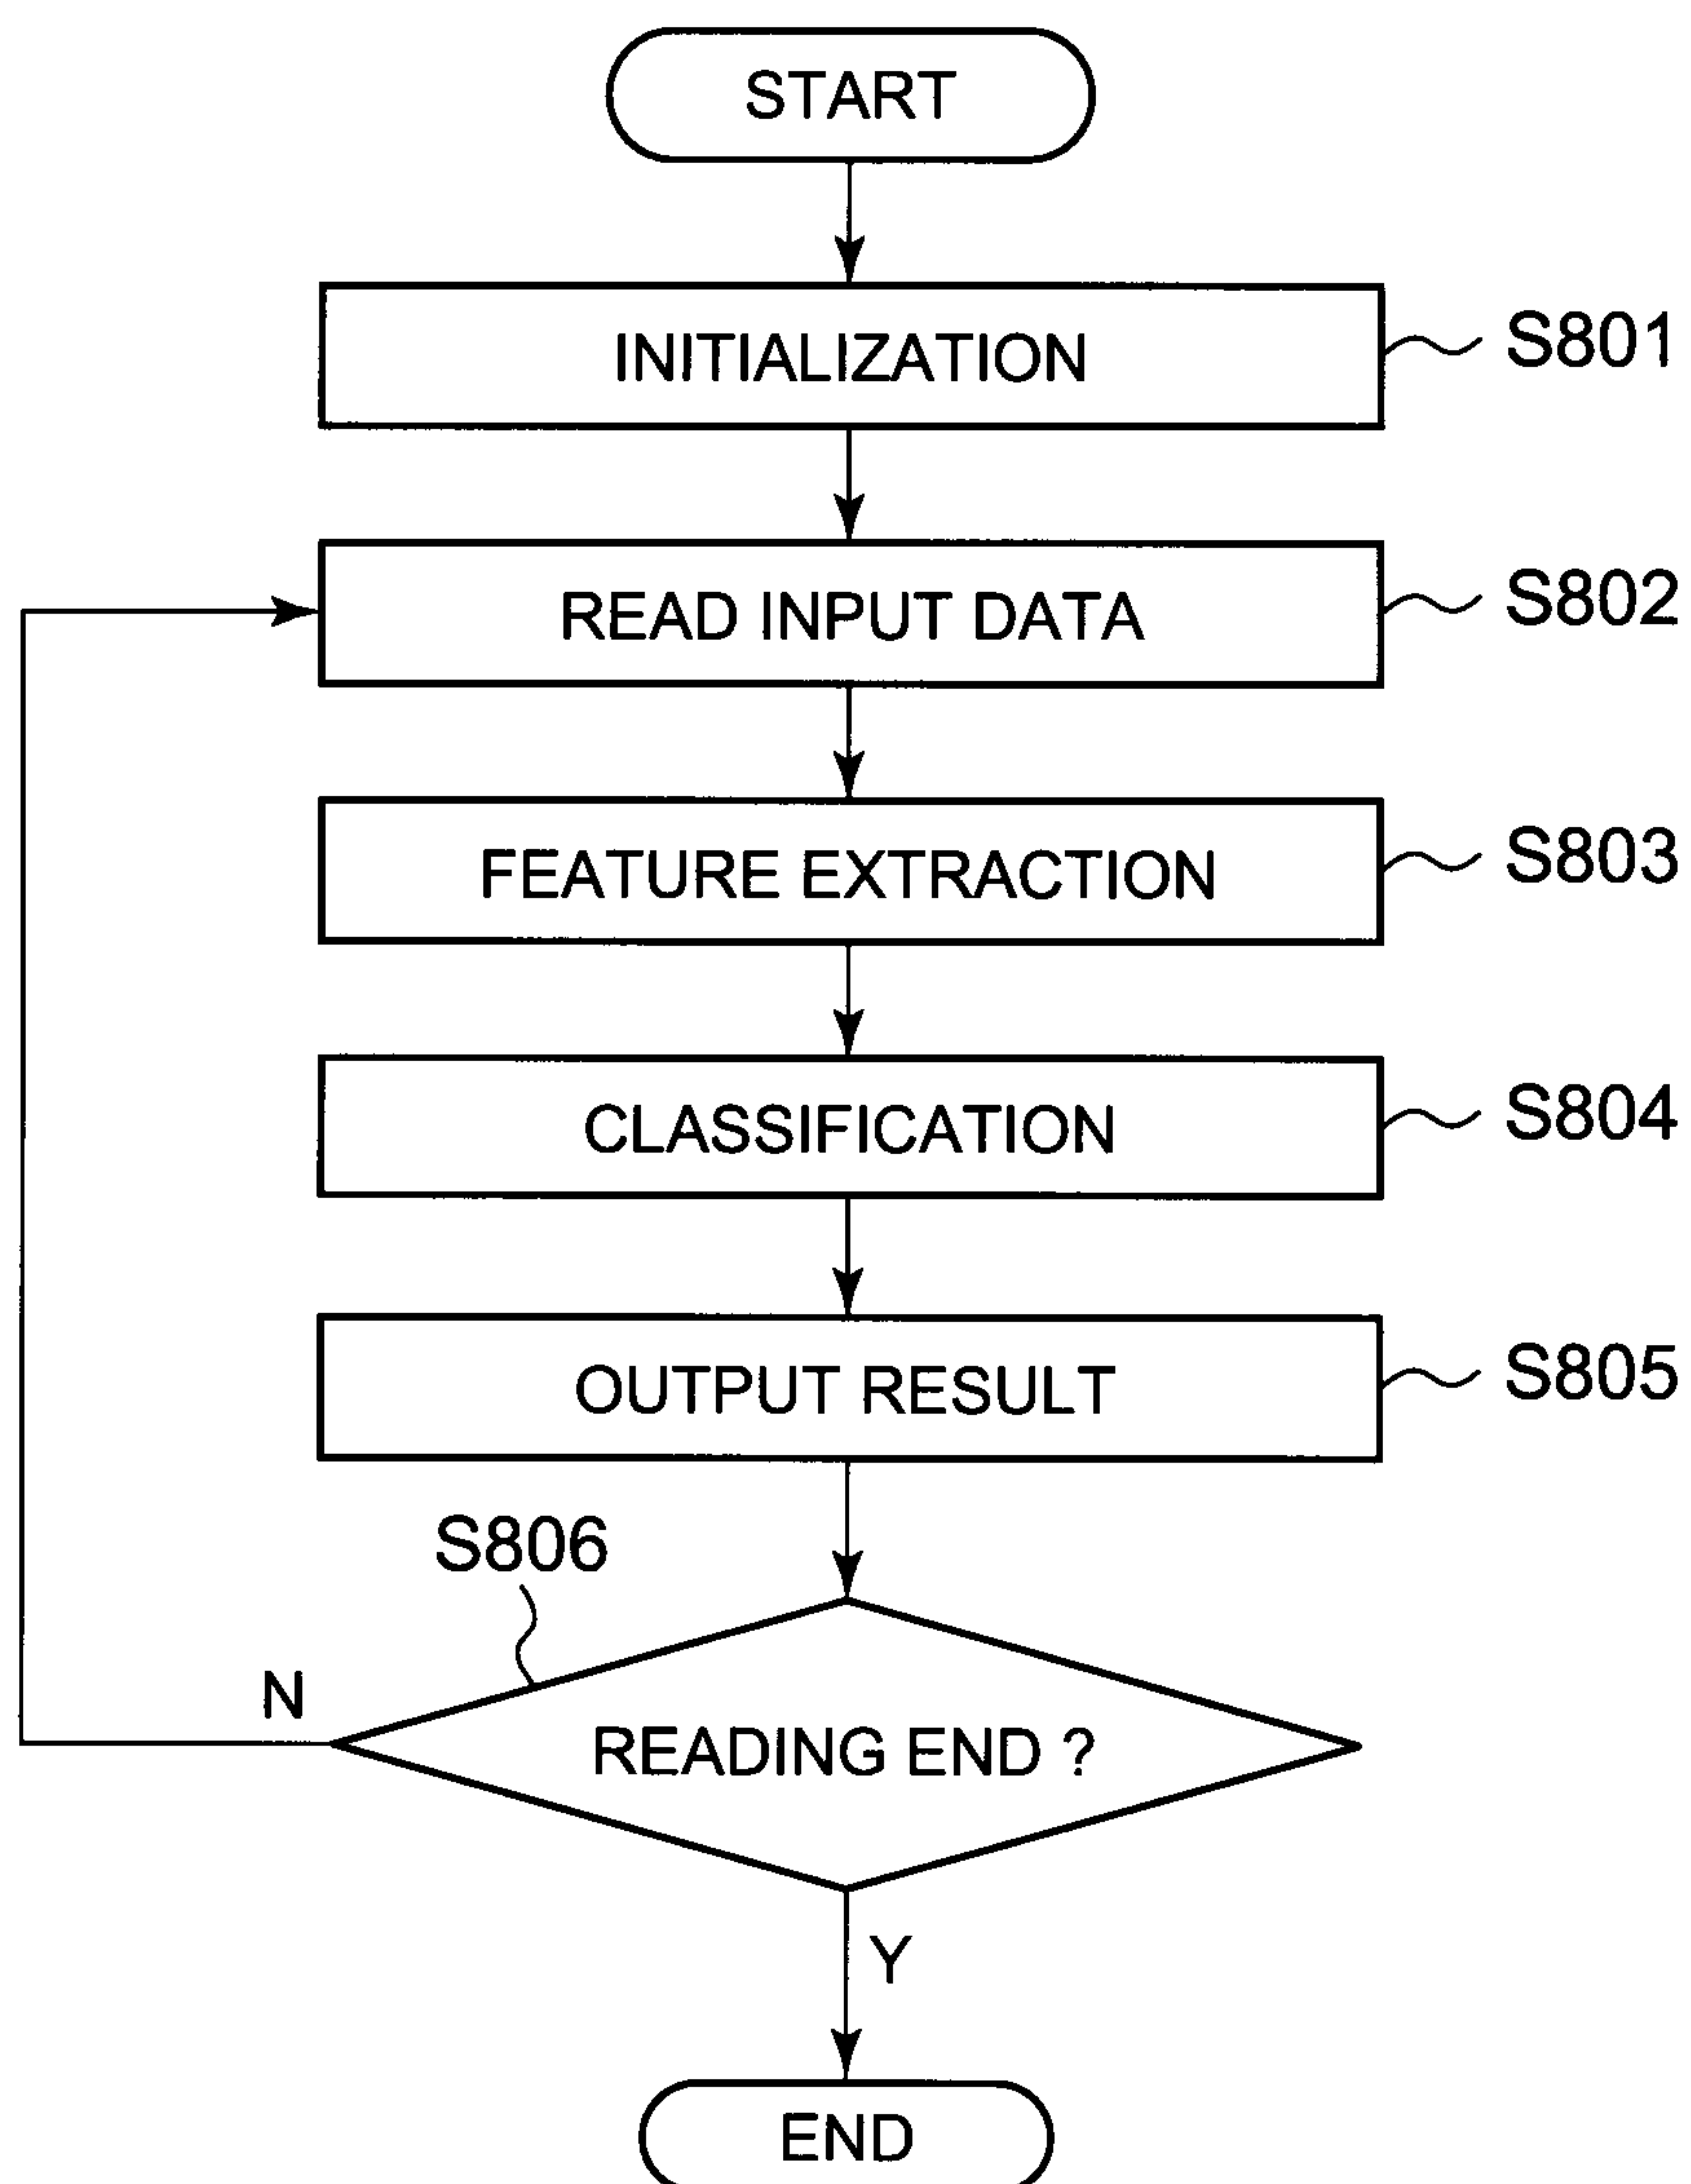 START
INITIALIZATION
S801
READ INPUT DATA
S802
FEATURE EXTRACTION
S803
CLASSIFICATION
S804
OUTPUT RESULT
S805
S806
N
READING END ?
Y
END